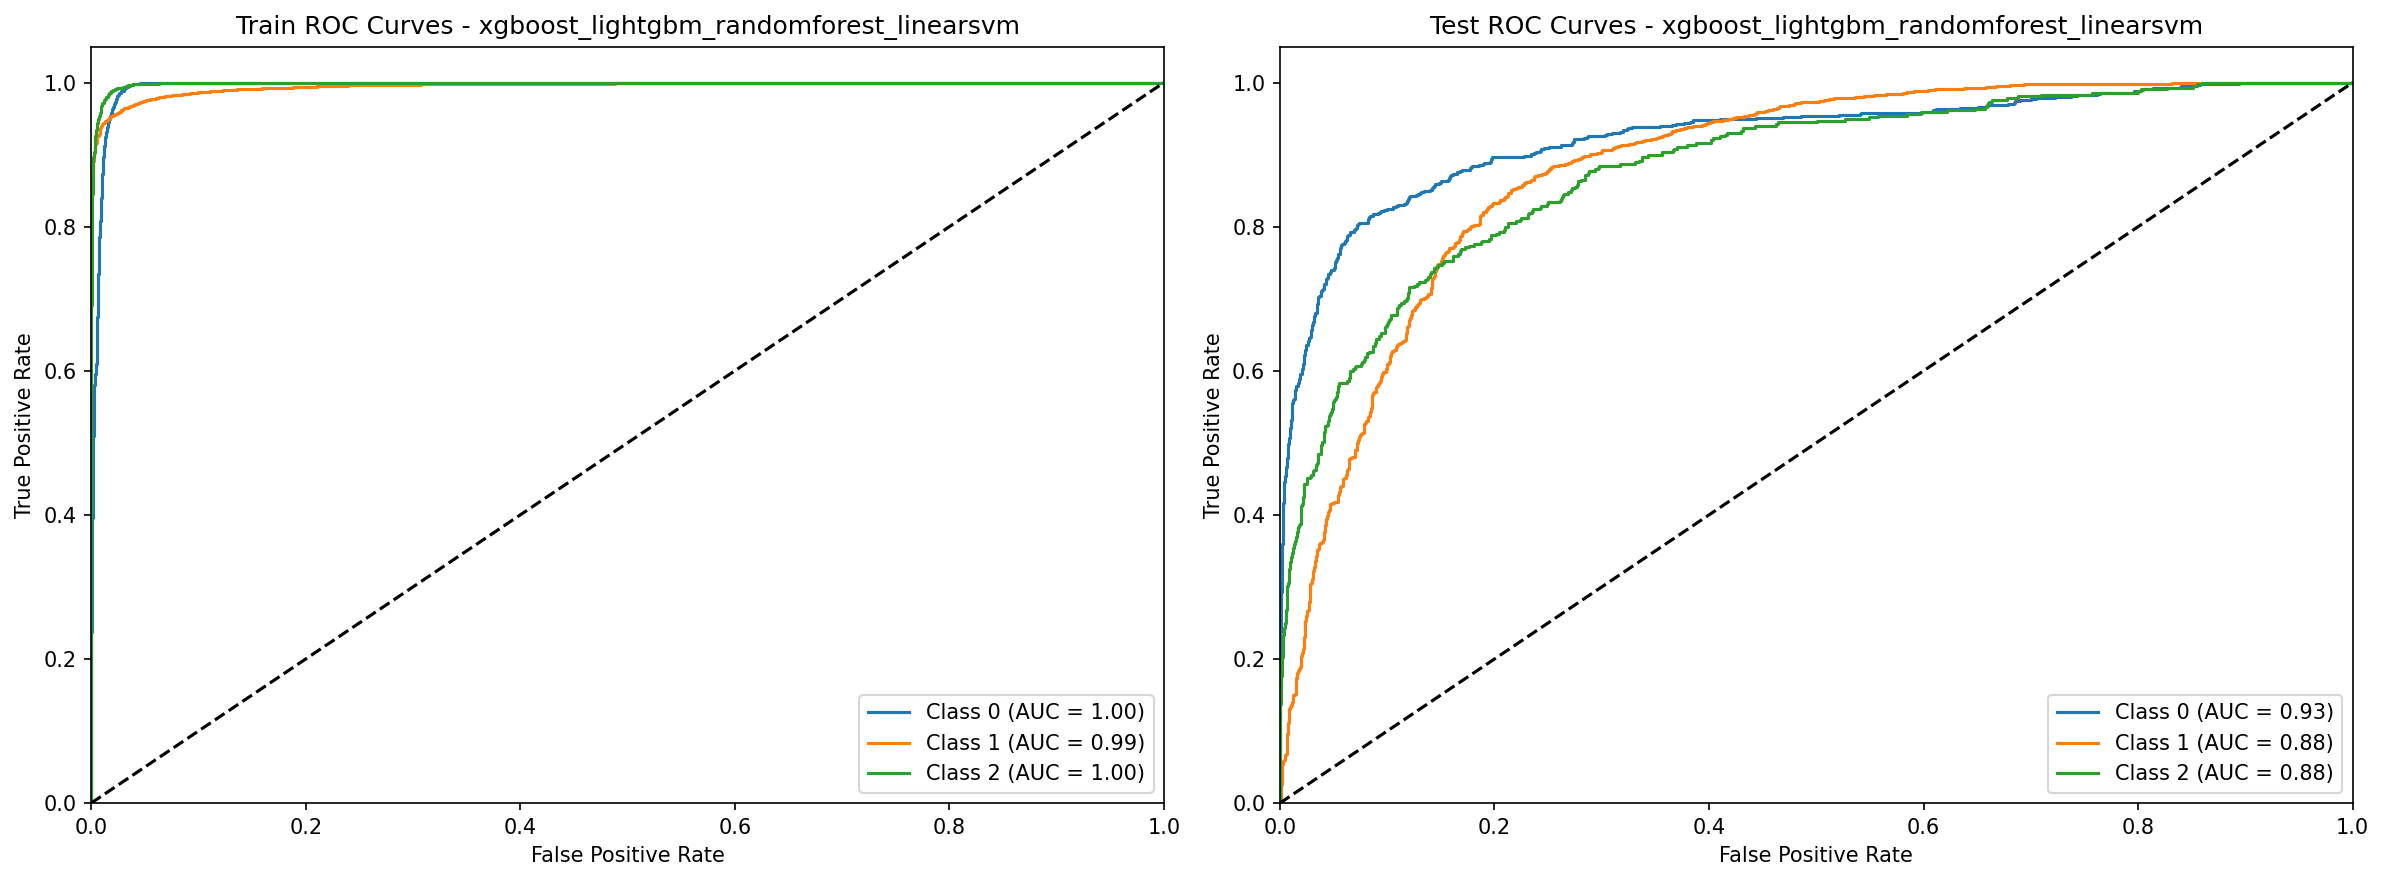 Train ROC Curves - xgboost_lightgbm_randomforest_linearsvm
True Positive Rate
1.0
0.8
0.6
0.4
0.2
0.0
0.0 0.2 0.4 0.6 0.8 1.0
False Positive Rate
Class 0 (AUC = 1.00)
Class 1 (AUC = 0.99)
Class 2 (AUC = 1.00)
Test ROC Curves - xgboost_lightgbm_randomforest_linearsvm
True Positive Rate
1.0
0.8
0.6
0.4
0.2
0.0
0.0 0.2 0.4 0.6 0.8 1.0
False Positive Rate
Class 0 (AUC = 0.93)
Class 1 (AUC = 0.88)
Class 2 (AUC = 0.88)